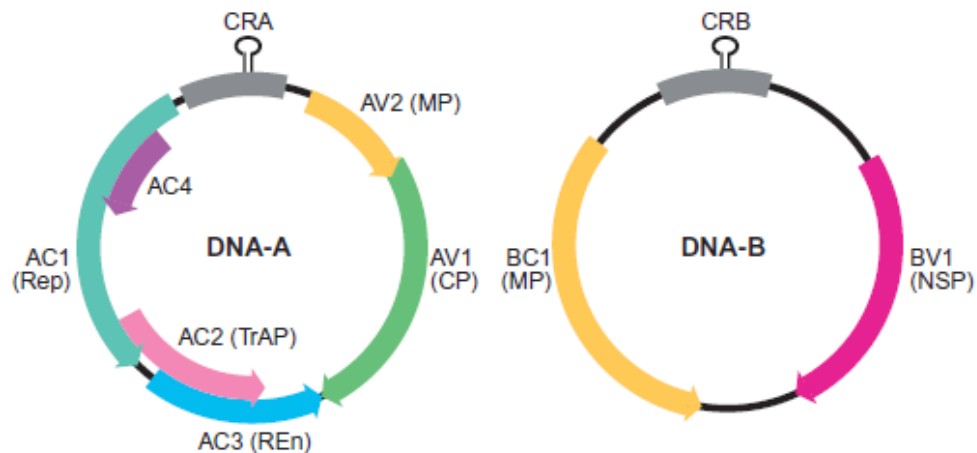 CRA
CRB
AV2 (MP)
AC4
DNA-A
DNA-B
AC1
(Rep)
AV1
(CP)
BC1
(MP)
BV1
(NSP)
AC2 (TrAP)
AC3 (REn)